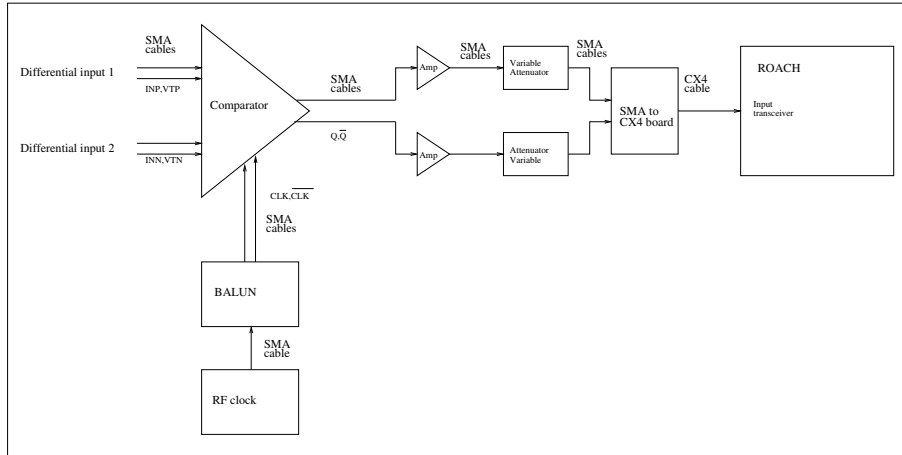 SMA
cables
Differential input 1
INP,VTP
Differential input 2
INN,VTN
Comparator
SMA
cables
Q,Q̅
Amp
Amp
SMA
cables
Variable
Attenuator
Attenuator
Variable
SMA
cables
SMA to
CX4 board
CX4
cable
ROACH
Input
transceiver
CLK,C̅L̅K̅
SMA
cables
BALUN
SMA
cable
RF clock